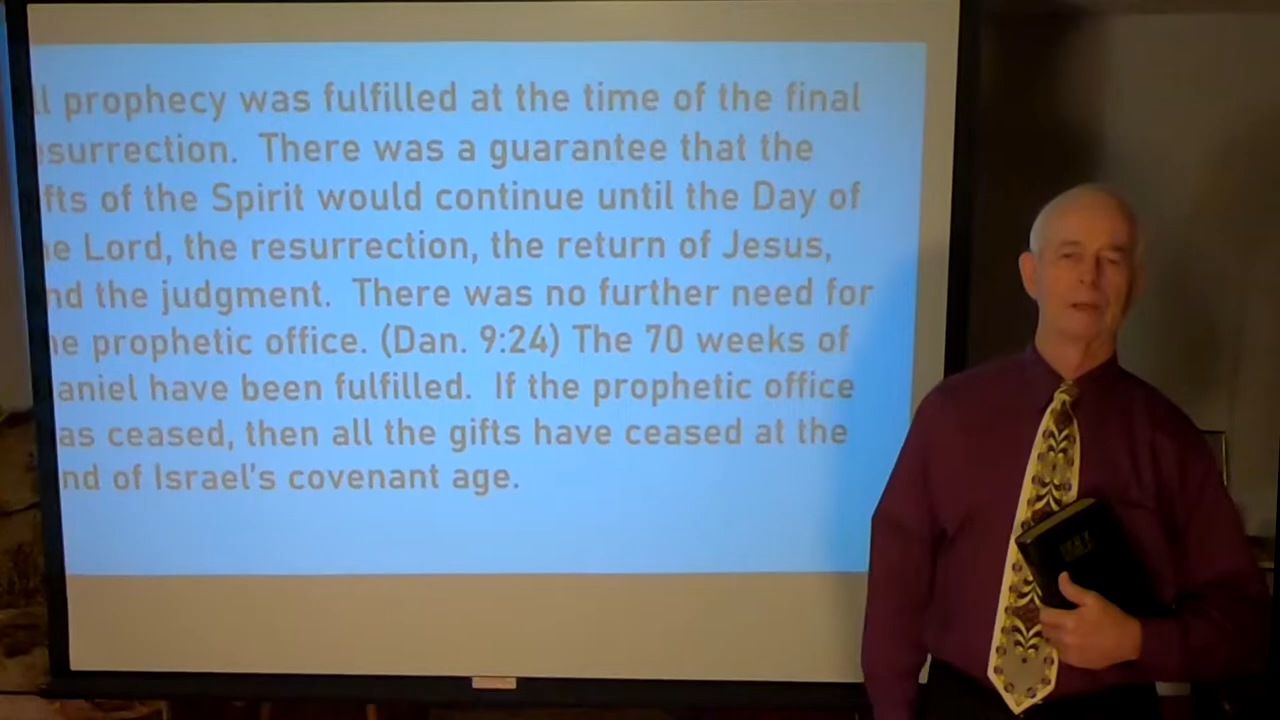 ll prophecy was fulfilled at the time of the final
surrection. There was a guarantee that the
fts of the Spirit would continue until the Day of
e Lord, the resurrection, the return of Jesus,
nd the judgment. There was no further need for
e prophetic office. (Dan. 9:24) The 70 weeks of
aniel have been fulfilled. If the prophetic office
as ceased, then all the gifts have ceased at the
nd of Israel's covenant age.
HOLY